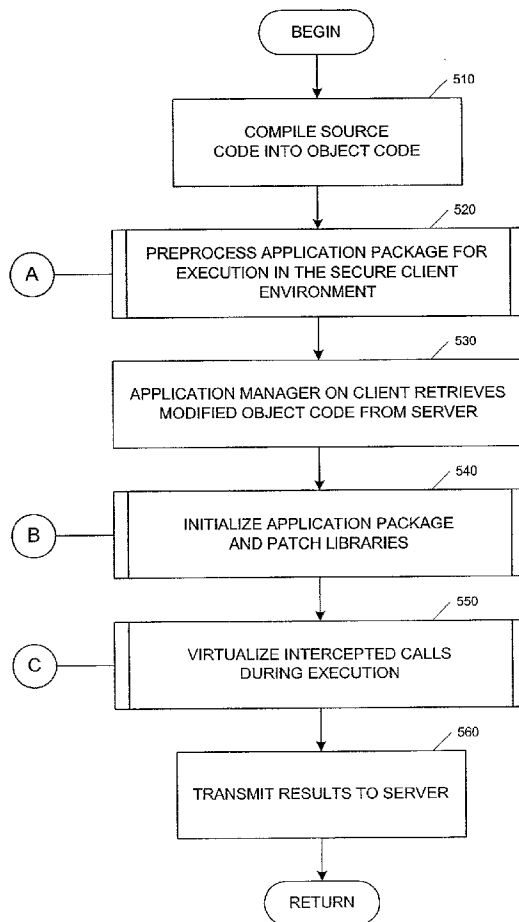 BEGIN
510
COMPILE SOURCE
CODE INTO OBJECT CODE
520
A
PREPROCESS APPLICATION PACKAGE FOR
EXECUTION IN THE SECURE CLIENT
ENVIRONMENT
530
APPLICATION MANAGER ON CLIENT RETRIEVES
MODIFIED OBJECT CODE FROM SERVER
540
B
INITIALIZE APPLICATION PACKAGE
AND PATCH LIBRARIES
550
C
VIRTUALIZE INTERCEPTED CALLS
DURING EXECUTION
560
TRANSMIT RESULTS TO SERVER
RETURN